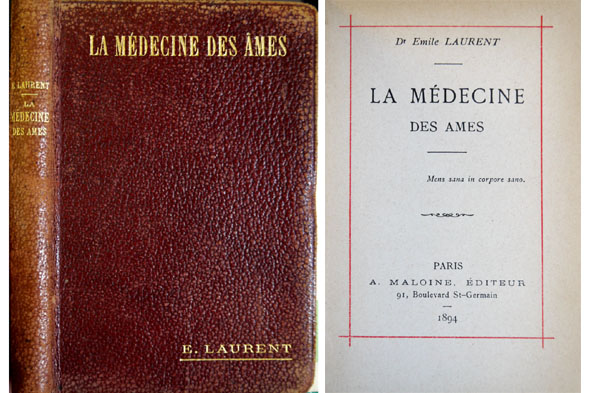 E. LAURENT
LA
MÉDECINE
DES ÂMES
LA MÉDECINE DES ÂMES
E. LAURENT
Dr Emile LAURENT
LA MÉDECINE
DES AMES
Mens sana in corpore sano.
PARIS
A. MALOINE, ÉDITEUR
91, Boulevard St-Germain
1894